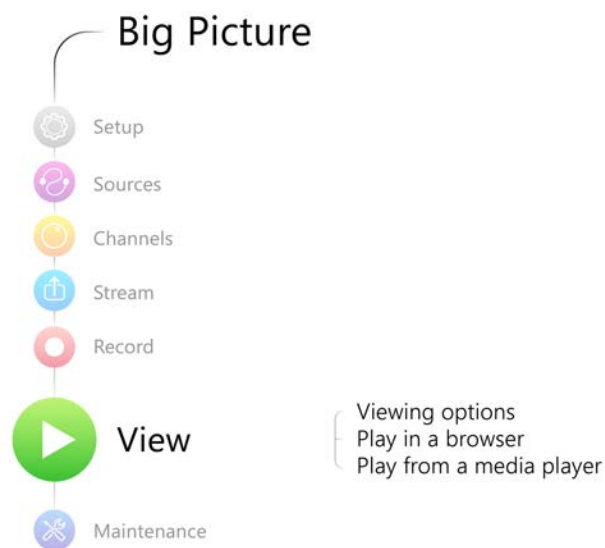 Big Picture
Setup
Sources
Channels
Stream
Record
View
Viewing options
Play in a browser
Play from a media player
Maintenance